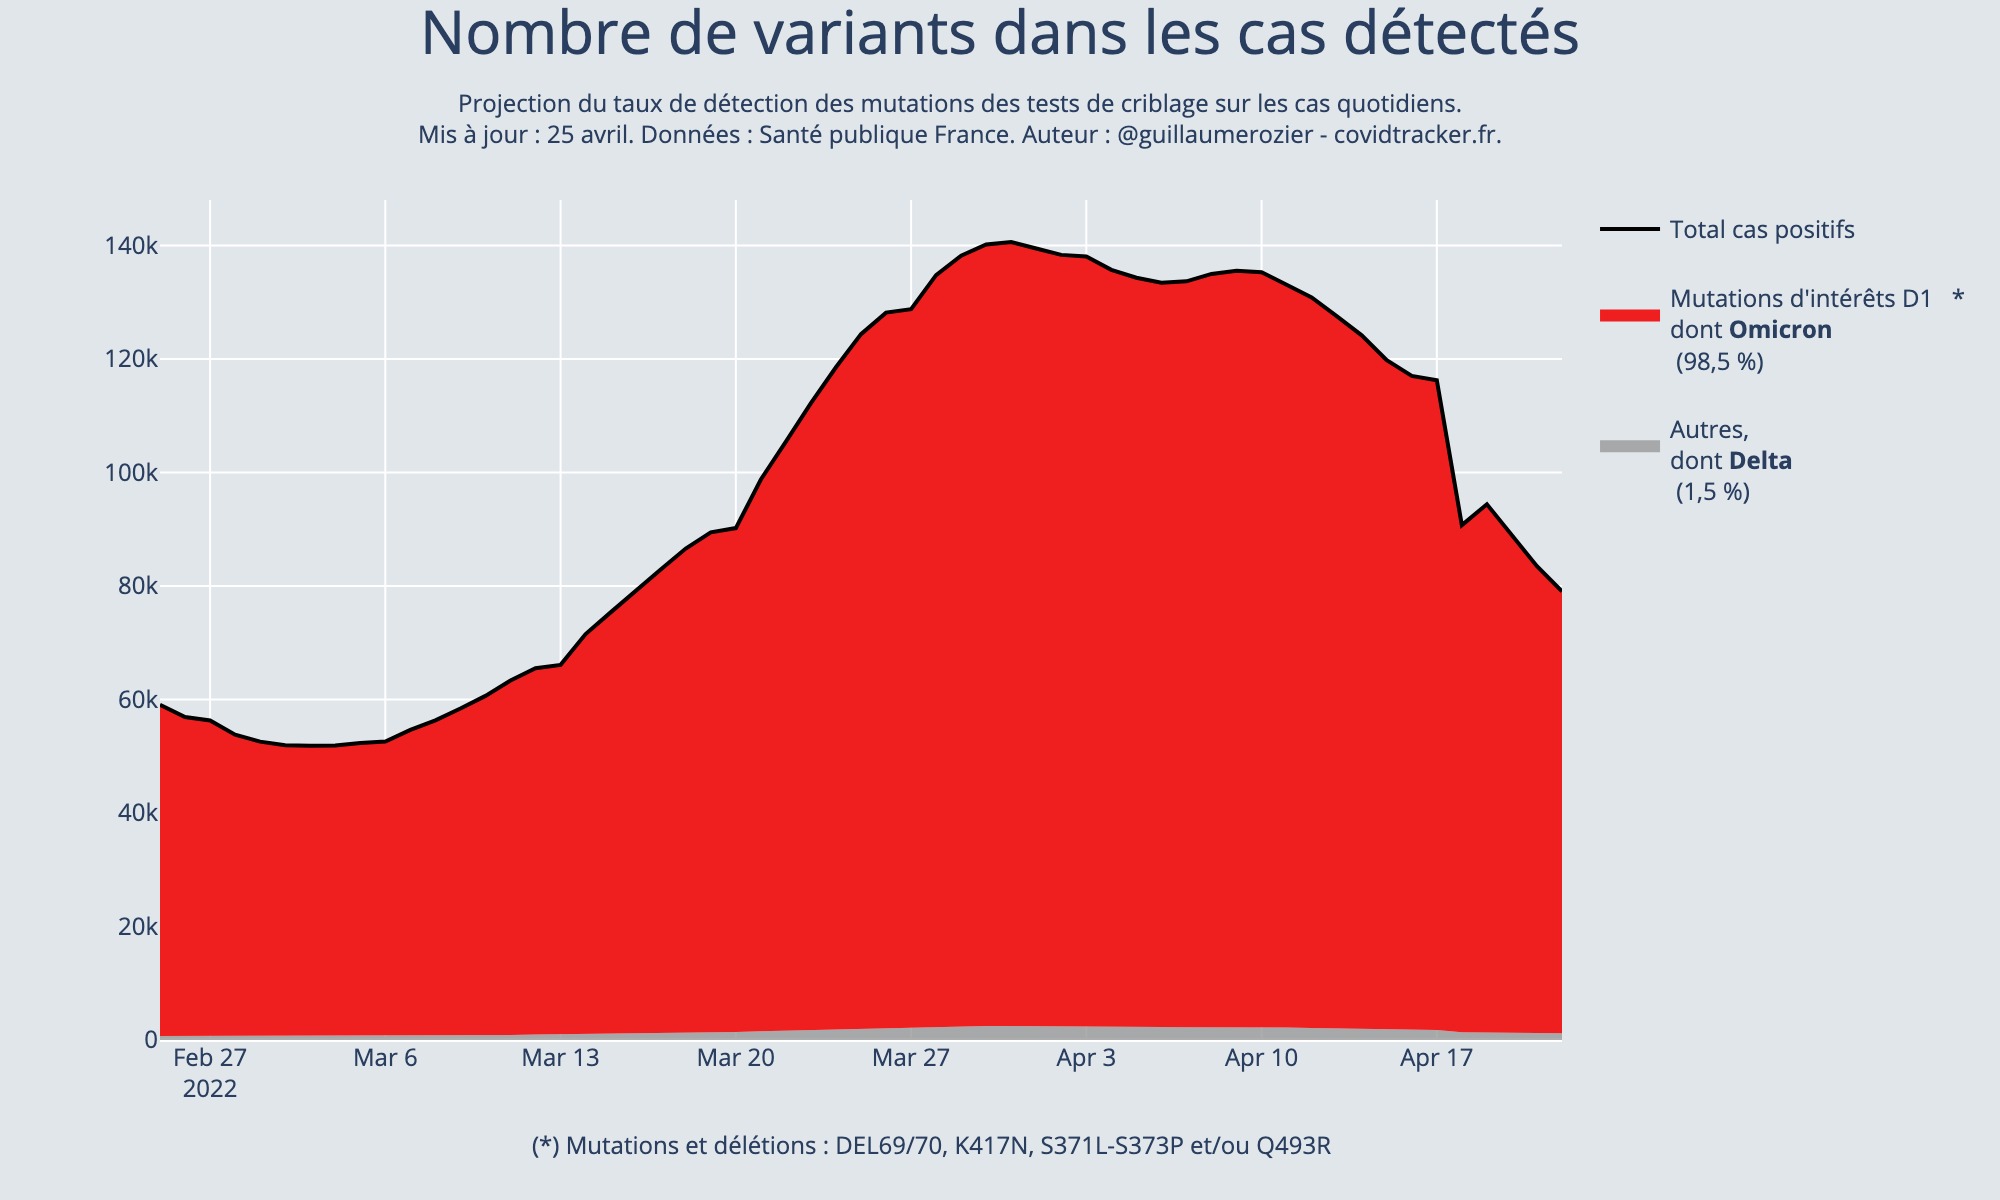 Nombre de variants dans les cas détectés
Projection du taux de détection des mutations des tests de criblage sur les cas quotidiens.
Mis à jour : 25 avril. Données : Santé publique France. Auteur : @guillaumerozier - covidtracker.fr.
140k
120k
100k
80k
60k
40k
20k
0
Feb 27
2022
Mar 6
Mar 13
Mar 20
Mar 27
Apr 3
Apr 10
Apr 17
Total cas positifs
Mutations d'intérêts D1 *
dont Omicron
(98,5 %)
Autres,
dont Delta
(1,5 %)
(*) Mutations et délétions : DEL69/70, K417N, S371L-S373P et/ou Q493R